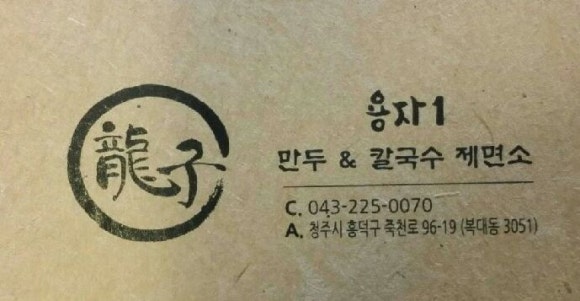 龍子
용자1
만두 & 칼국수 제면소
C. 043-225-0070
A. 청주시 흥덕구 죽천로 96-19 (복대동 3051)